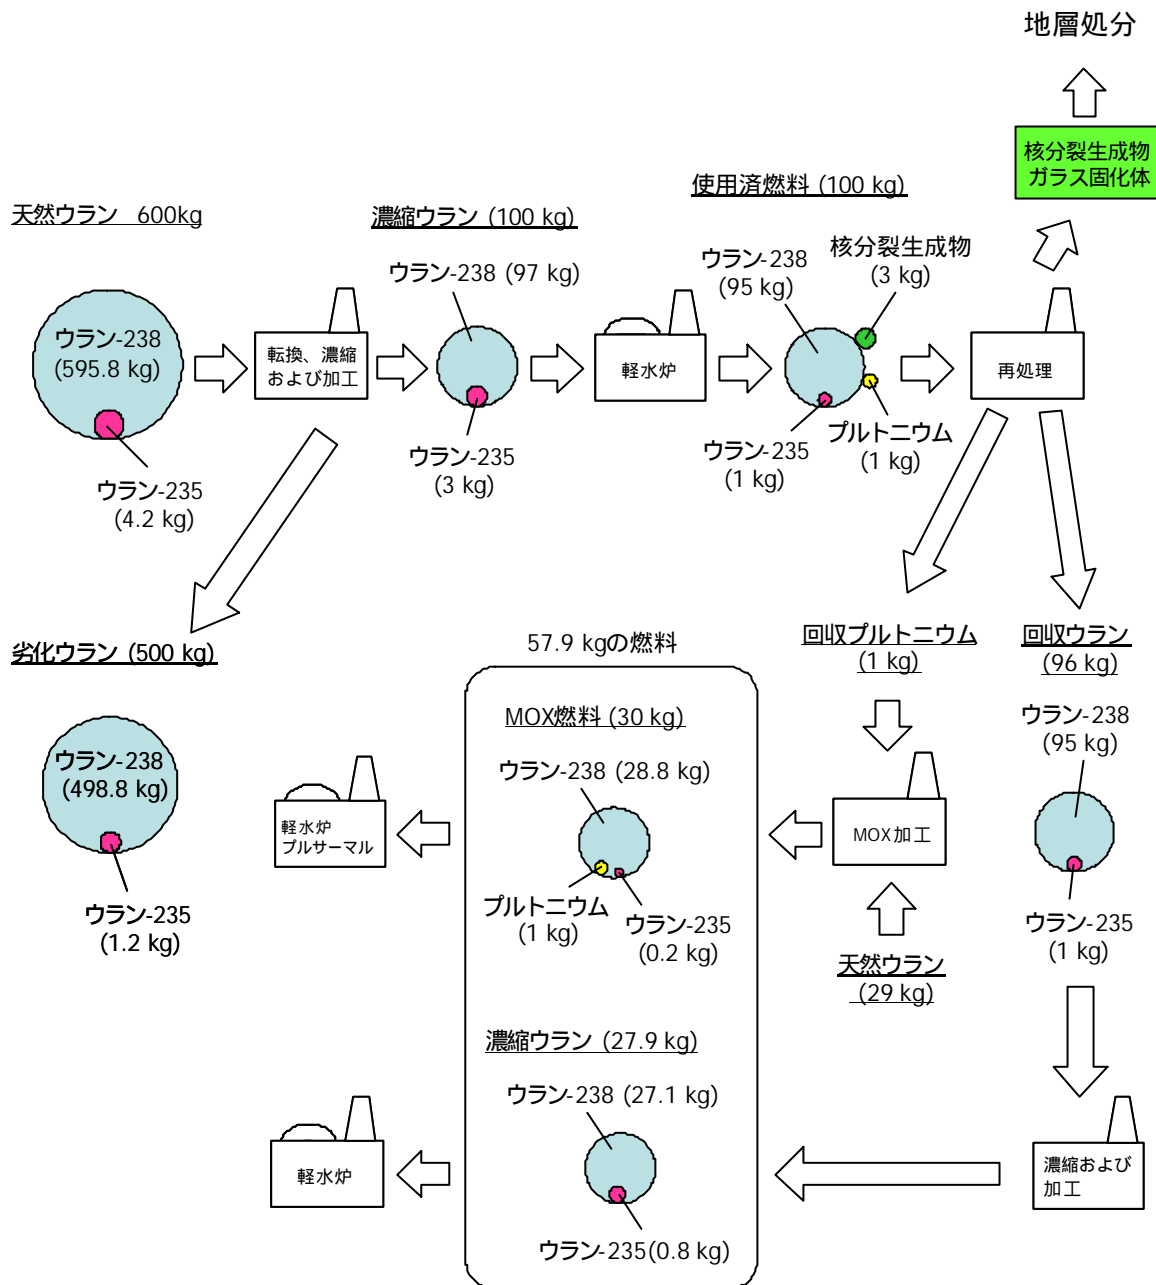 地層処分
核分裂生成物
ガラス固化体
使用済燃料 (100 kg)
天然ウラン 600kg
濃縮ウラン (100 kg)
核分裂生成物
(3 kg)
ウラン-238
(95 kg)
ウラン-238 (97 kg)
ウラン-238
(595.8 kg)
転換、濃縮
および加工
軽水炉
再処理
ウラン-235
(4.2 kg)
ウラン-235
(3 kg)
ウラン-235
(1 kg)
プルトニウム
(1 kg)
劣化ウラン (500 kg)
57.9 kgの燃料
回収プルトニウム
(1 kg)
回収ウラン
(96 kg)
MOX燃料 (30 kg)
ウラン-238
(95 kg)
ウラン-238
(498.8 kg)
ウラン-238 (28.8 kg)
軽水炉
プルサーマル
MOX加工
プルトニウム
(1 kg)
ウラン-235
(0.2 kg)
ウラン-235
(1.2 kg)
ウラン-235
(1 kg)
天然ウラン
(29 kg)
濃縮ウラン (27.9 kg)
ウラン-238 (27.1 kg)
軽水炉
濃縮および
加工
ウラン-235(0.8 kg)